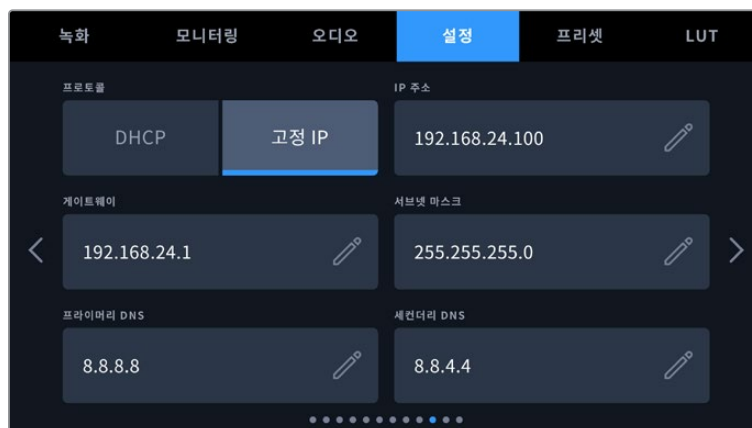 녹화 모니터링 오디오 설정 프리셋 LUT
프로토콜 IP 주소
DHCP 고정 IP 192.168.24.100
게이트웨이 서브넷 마스크
192.168.24.1 255.255.255.0
프라이머리 DNS 세컨더리 DNS
8.8.8.8 8.8.4.4